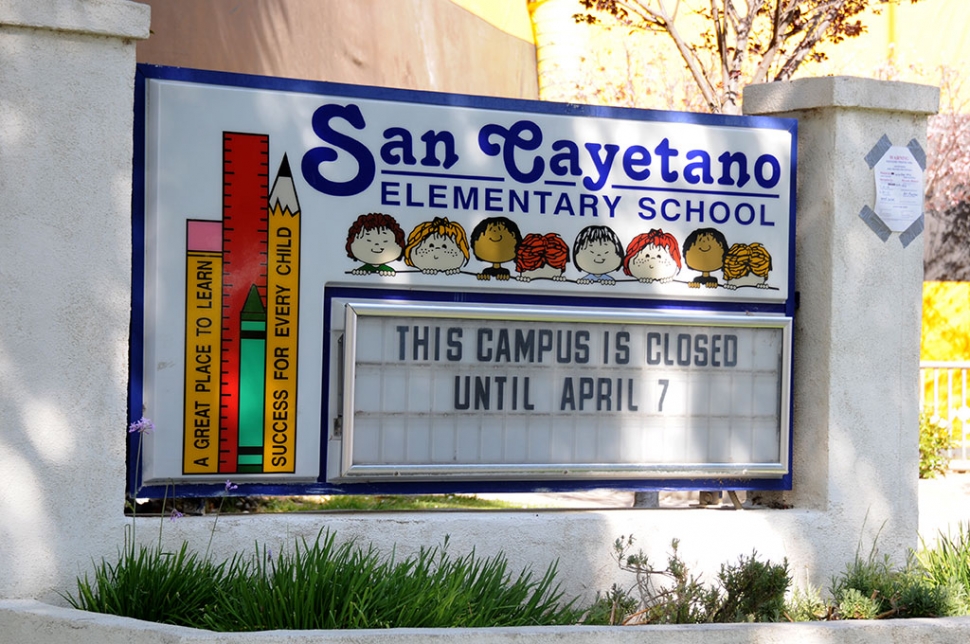 San Cayetano
ELEMENTARY SCHOOL
A GREAT PLACE TO LEARN
SUCCESS FOR EVERY CHILD
THIS CAMPUS IS CLOSED
UNTIL APRIL 7